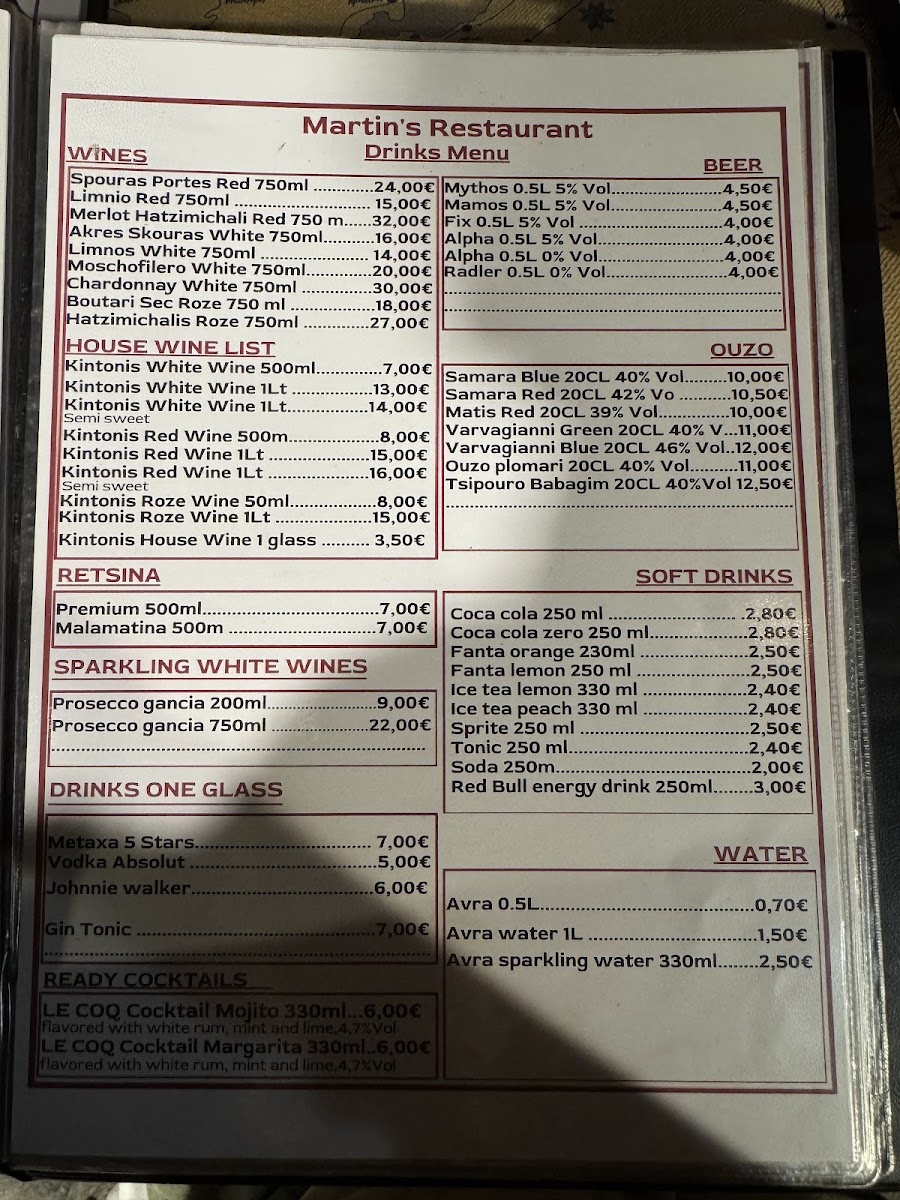 Martin's Restaurant
Drinks Menu
WINES
Spouras Portes Red 750ml ............24,00€
Limnio Red 750ml ........................... 15,00€
Merlot Hatzimichali Red 750 m.....32,00€
Akres Skouras White 750ml..........16,00€
Limnos White 750ml ...................... 14,00€
Moschofilero White 750ml.............20,00€
Chardonnay White 750ml ..............30,00€
Boutari Sec Roze 750 ml ................18,00€
Hatzimichalis Roze 750ml .............27,00€
HOUSE WINE LIST
Kintonis White Wine 500ml.............7,00€
Kintonis White Wine 1Lt .................13,00€
Kintonis White Wine 1Lt................14,00€
Semi sweet
Kintonis Red Wine 500m.................8,00€
Kintonis Red Wine 1Lt ....................15,00€
Kintonis Red Wine 1Lt ....................16,00€
Semi sweet
Kintonis Roze Wine 50ml.................8,00€
Kintonis Roze Wine 1Lt ...................15,00€
Kintonis House Wine 1 glass .......... 3,50€
RETSINA
Premium 500ml...................................7,00€
Malamatina 500m .............................7,00€
SPARKLING WHITE WINES
Prosecco gancia 200ml.....................9,00€
Prosecco gancia 750ml ...................22,00€
DRINKS ONE GLASS
Metaxa 5 Stars................................... 7,00€
Vodka Absolut .....................................5,00€
Johnnie walker....................................6,00€
Gin Tonic ...............................................7,00€
READY COCKTAILS
LE COQ Cocktail Mojito 330ml...6,00€
flavored with white rum, mint and lime,4,7%Vol
LE COQ Cocktail Margarita 330ml..6,00€
flavored with white rum, mint and lime,4,7%Vol
BEER
Mythos 0.5L 5% Vol......................4,50€
Mamos 0.5L 5% Vol......................4,50€
Fix 0.5L 5% Vol .............................4,00€
Alpha 0.5L 5% Vol.........................4,00€
Alpha 0.5L 0% Vol.........................4,00€
Radler 0.5L 0% Vol........................4,00€
OUZO
Samara Blue 20CL 40% Vol.........10,00€
Samara Red 20CL 42% Vo ..........10,50€
Matis Red 20CL 39% Vol..............10,00€
Varvagianni Green 20CL 40% V...11,00€
Varvagianni Blue 20CL 46% Vol..12,00€
Ouzo plomari 20CL 40% Vol..........11,00€
Tsipouro Babagim 20CL 40%Vol 12,50€
SOFT DRINKS
Coca cola 250 ml ....................... .2,80€
Coca cola zero 250 ml..................2,80€
Fanta orange 230ml ....................2,50€
Fanta lemon 250 ml .....................2,50€
Ice tea lemon 330 ml ...................2,40€
Ice tea peach 330 ml ...................2,40€
Sprite 250 ml ...............................2,50€
Tonic 250 ml.................................2,40€
Soda 250m...................................2,00€
Red Bull energy drink 250ml........3,00€
WATER
Avra 0.5L.......................................0,70€
Avra water 1L ...............................1,50€
Avra sparkling water 330ml........2,50€